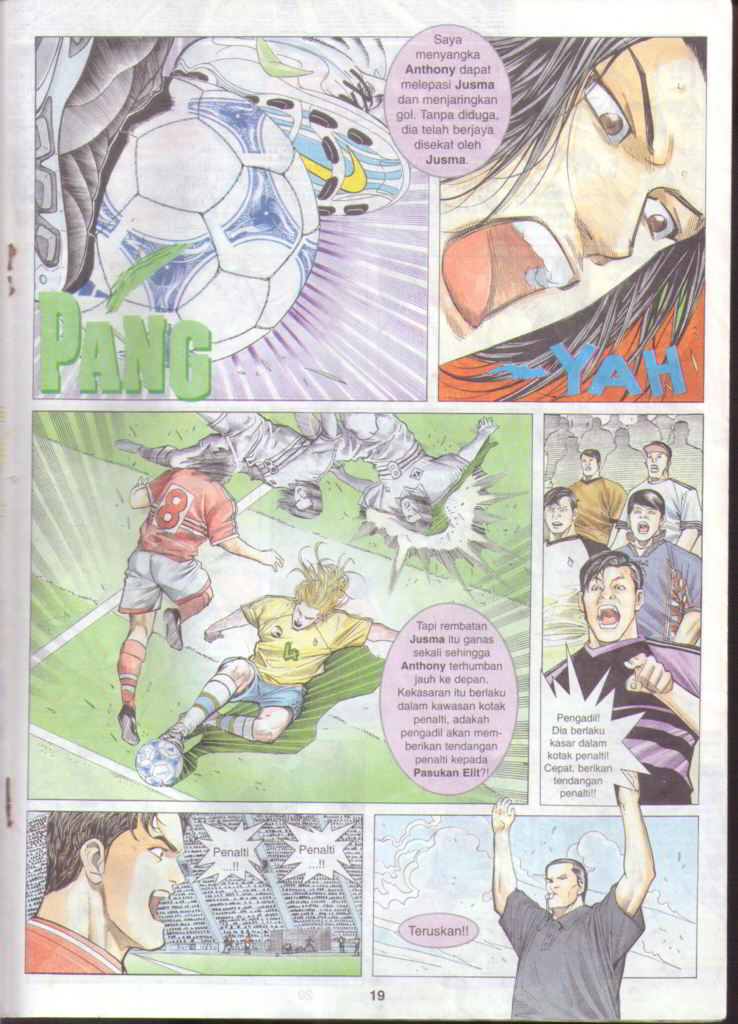 Saya
menyangka
Anthony dapat
melepasi Jusma
dan menjaringkan
gol. Tanpa diduga,
dia telah berjaya
disekat oleh
Jusma.
PANG
YAH
8
4
Tapi rembatan
Jusma itu ganas
sekali sehingga
Anthony terhumban
jauh ke depan.
Kekasaran itu berlaku
dalam kawasan kotak
penalti, adakah
pengadil akan mem-
berikan tendangan
penalti kepada
Pasukan Elit?!
Pengadil!
Dia berlaku
kasar dalam
kotak penalti!
Cepat, berikan
tendangan
penalti!!
Penalti
...!!
Penalti
...!!
Teruskan!!
19